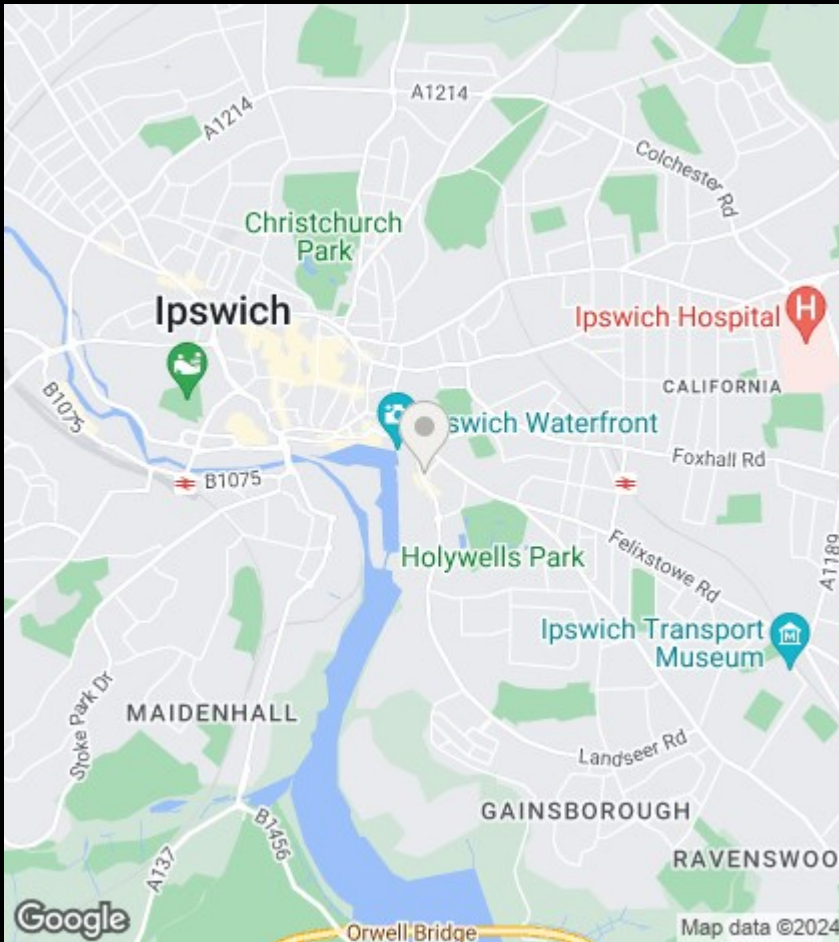 A1214
A1214
Colchester Rd
Christchurch
Park
Ipswich
Ipswich Hospital
H
CALIFORNIA
B1075
swich Waterfront
Foxhall Rd
B1075
Holywells Park
Felixstowe Rd
A1189
Ipswich Transport
Museum
M
Stoke Park Dr
MAIDENHALL
Landseer Rd
GAINSBOROUGH
B1456
A137
RAVENSWOO
Google
Orwell Bridge
Map data ©2024